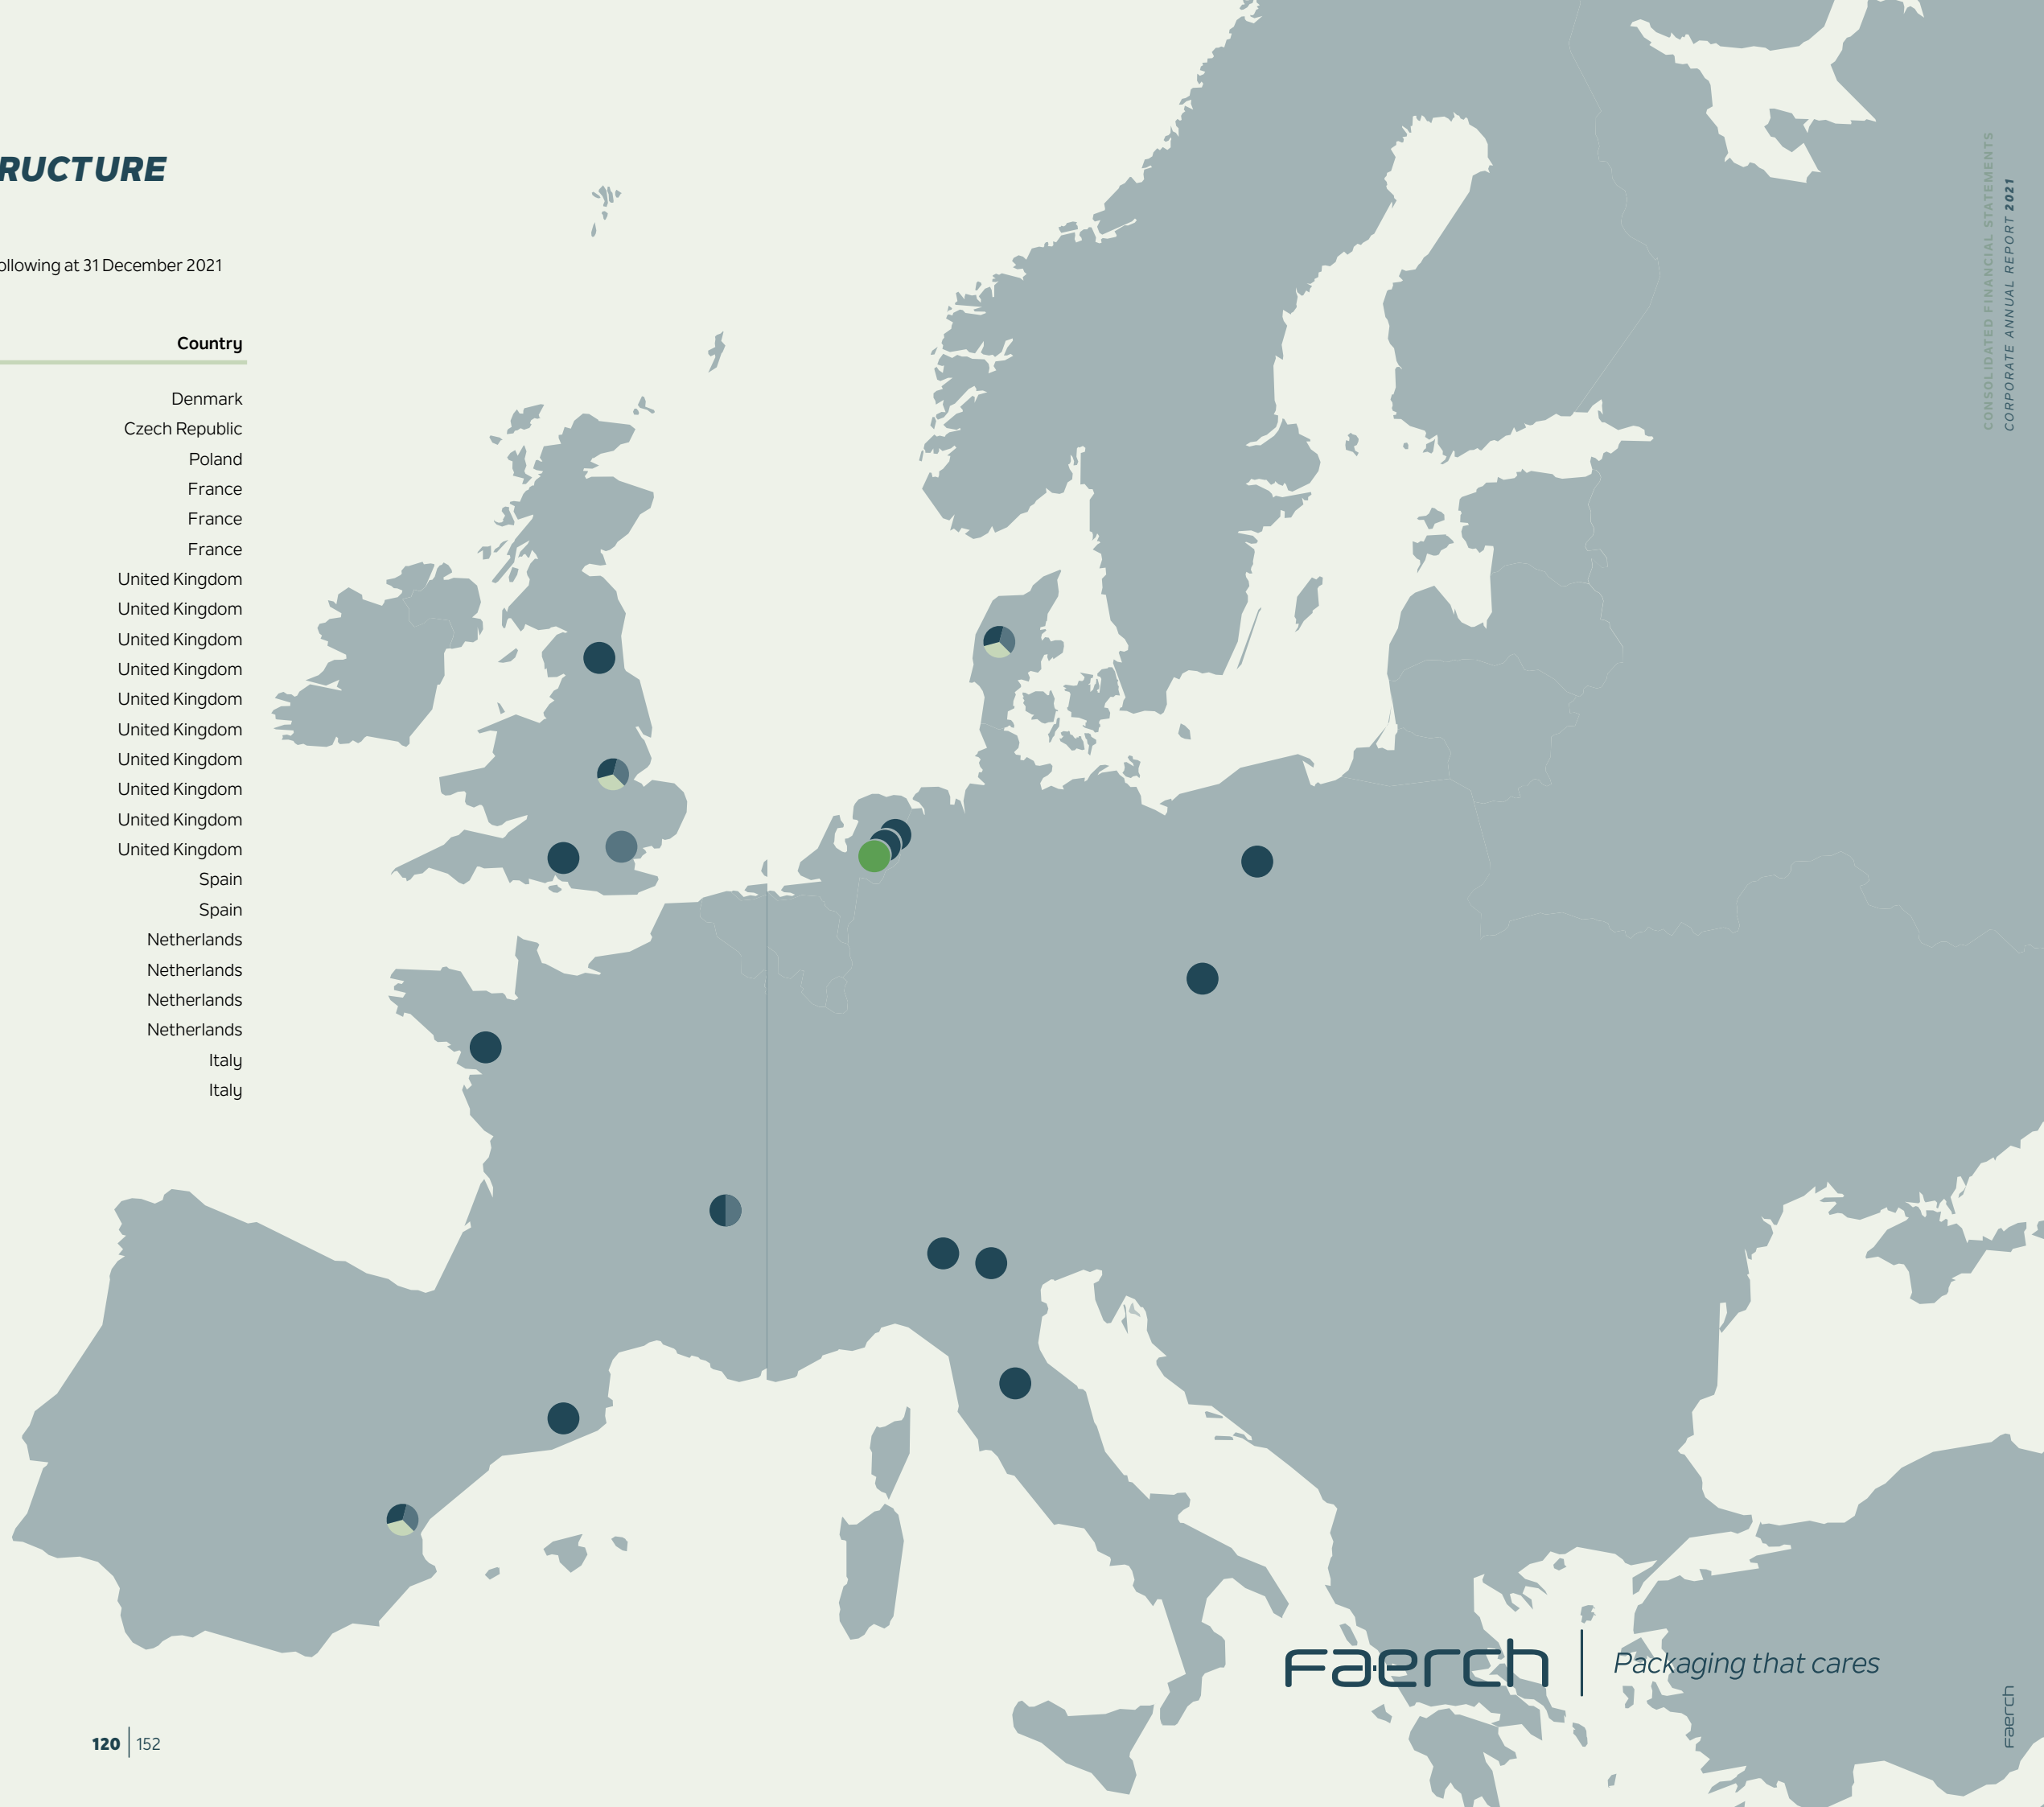 RUCTURE
ollowing at 31 December 2021
Country
Denmark
Czech Republic
Poland
France
France
France
United Kingdom
United Kingdom
United Kingdom
United Kingdom
United Kingdom
United Kingdom
United Kingdom
United Kingdom
United Kingdom
United Kingdom
Spain
Spain
Netherlands
Netherlands
Netherlands
Netherlands
Italy
Italy
120 | 152
CONSOLIDATED FINANCIAL STATEMENTS
CORPORATE ANNUAL REPORT 2021
Faerch | Packaging that cares
Faerch